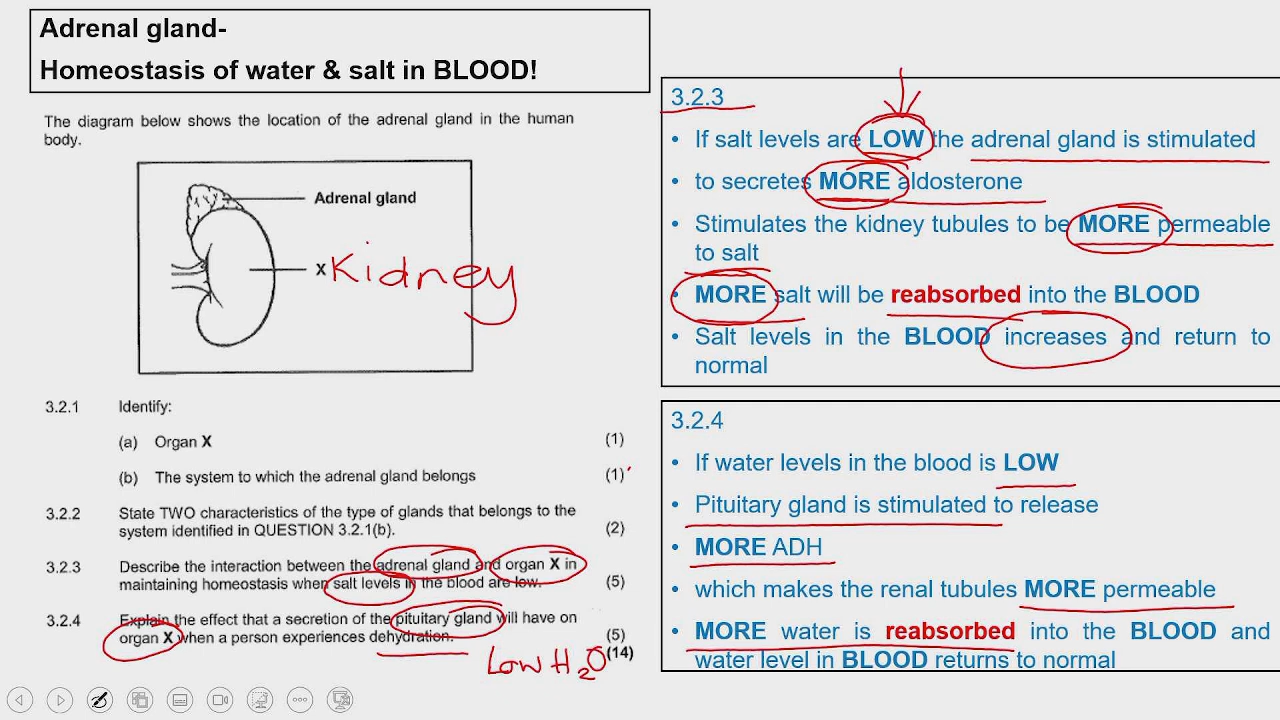 Adrenal gland-
Homeostasis of water & salt in BLOOD!
The diagram below shows the location of the adrenal gland in the human
body.
Adrenal gland
X Kidney
3.2.1 Identify:
(a) Organ X (1)
(b) The system to which the adrenal gland belongs (1)
3.2.2 State TWO characteristics of the type of glands that belongs to the
system identified in QUESTION 3.2.1(b). (2)
3.2.3 Describe the interaction between the adrenal gland and organ X in
maintaining homeostasis when salt levels in the blood are low. (5)
3.2.4 Explain the effect that a secretion of the pituitary gland will have on
organ X when a person experiences dehydration. (5)
(14)
Low H2O
3.2.3
• If salt levels are LOW the adrenal gland is stimulated
• to secretes MORE aldosterone
• Stimulates the kidney tubules to be MORE permeable
to salt
• MORE salt will be reabsorbed into the BLOOD
• Salt levels in the BLOOD increases and return to
normal
3.2.4
• If water levels in the blood is LOW
• Pituitary gland is stimulated to release
• MORE ADH
• which makes the renal tubules MORE permeable
• MORE water is reabsorbed into the BLOOD and
water level in BLOOD returns to normal